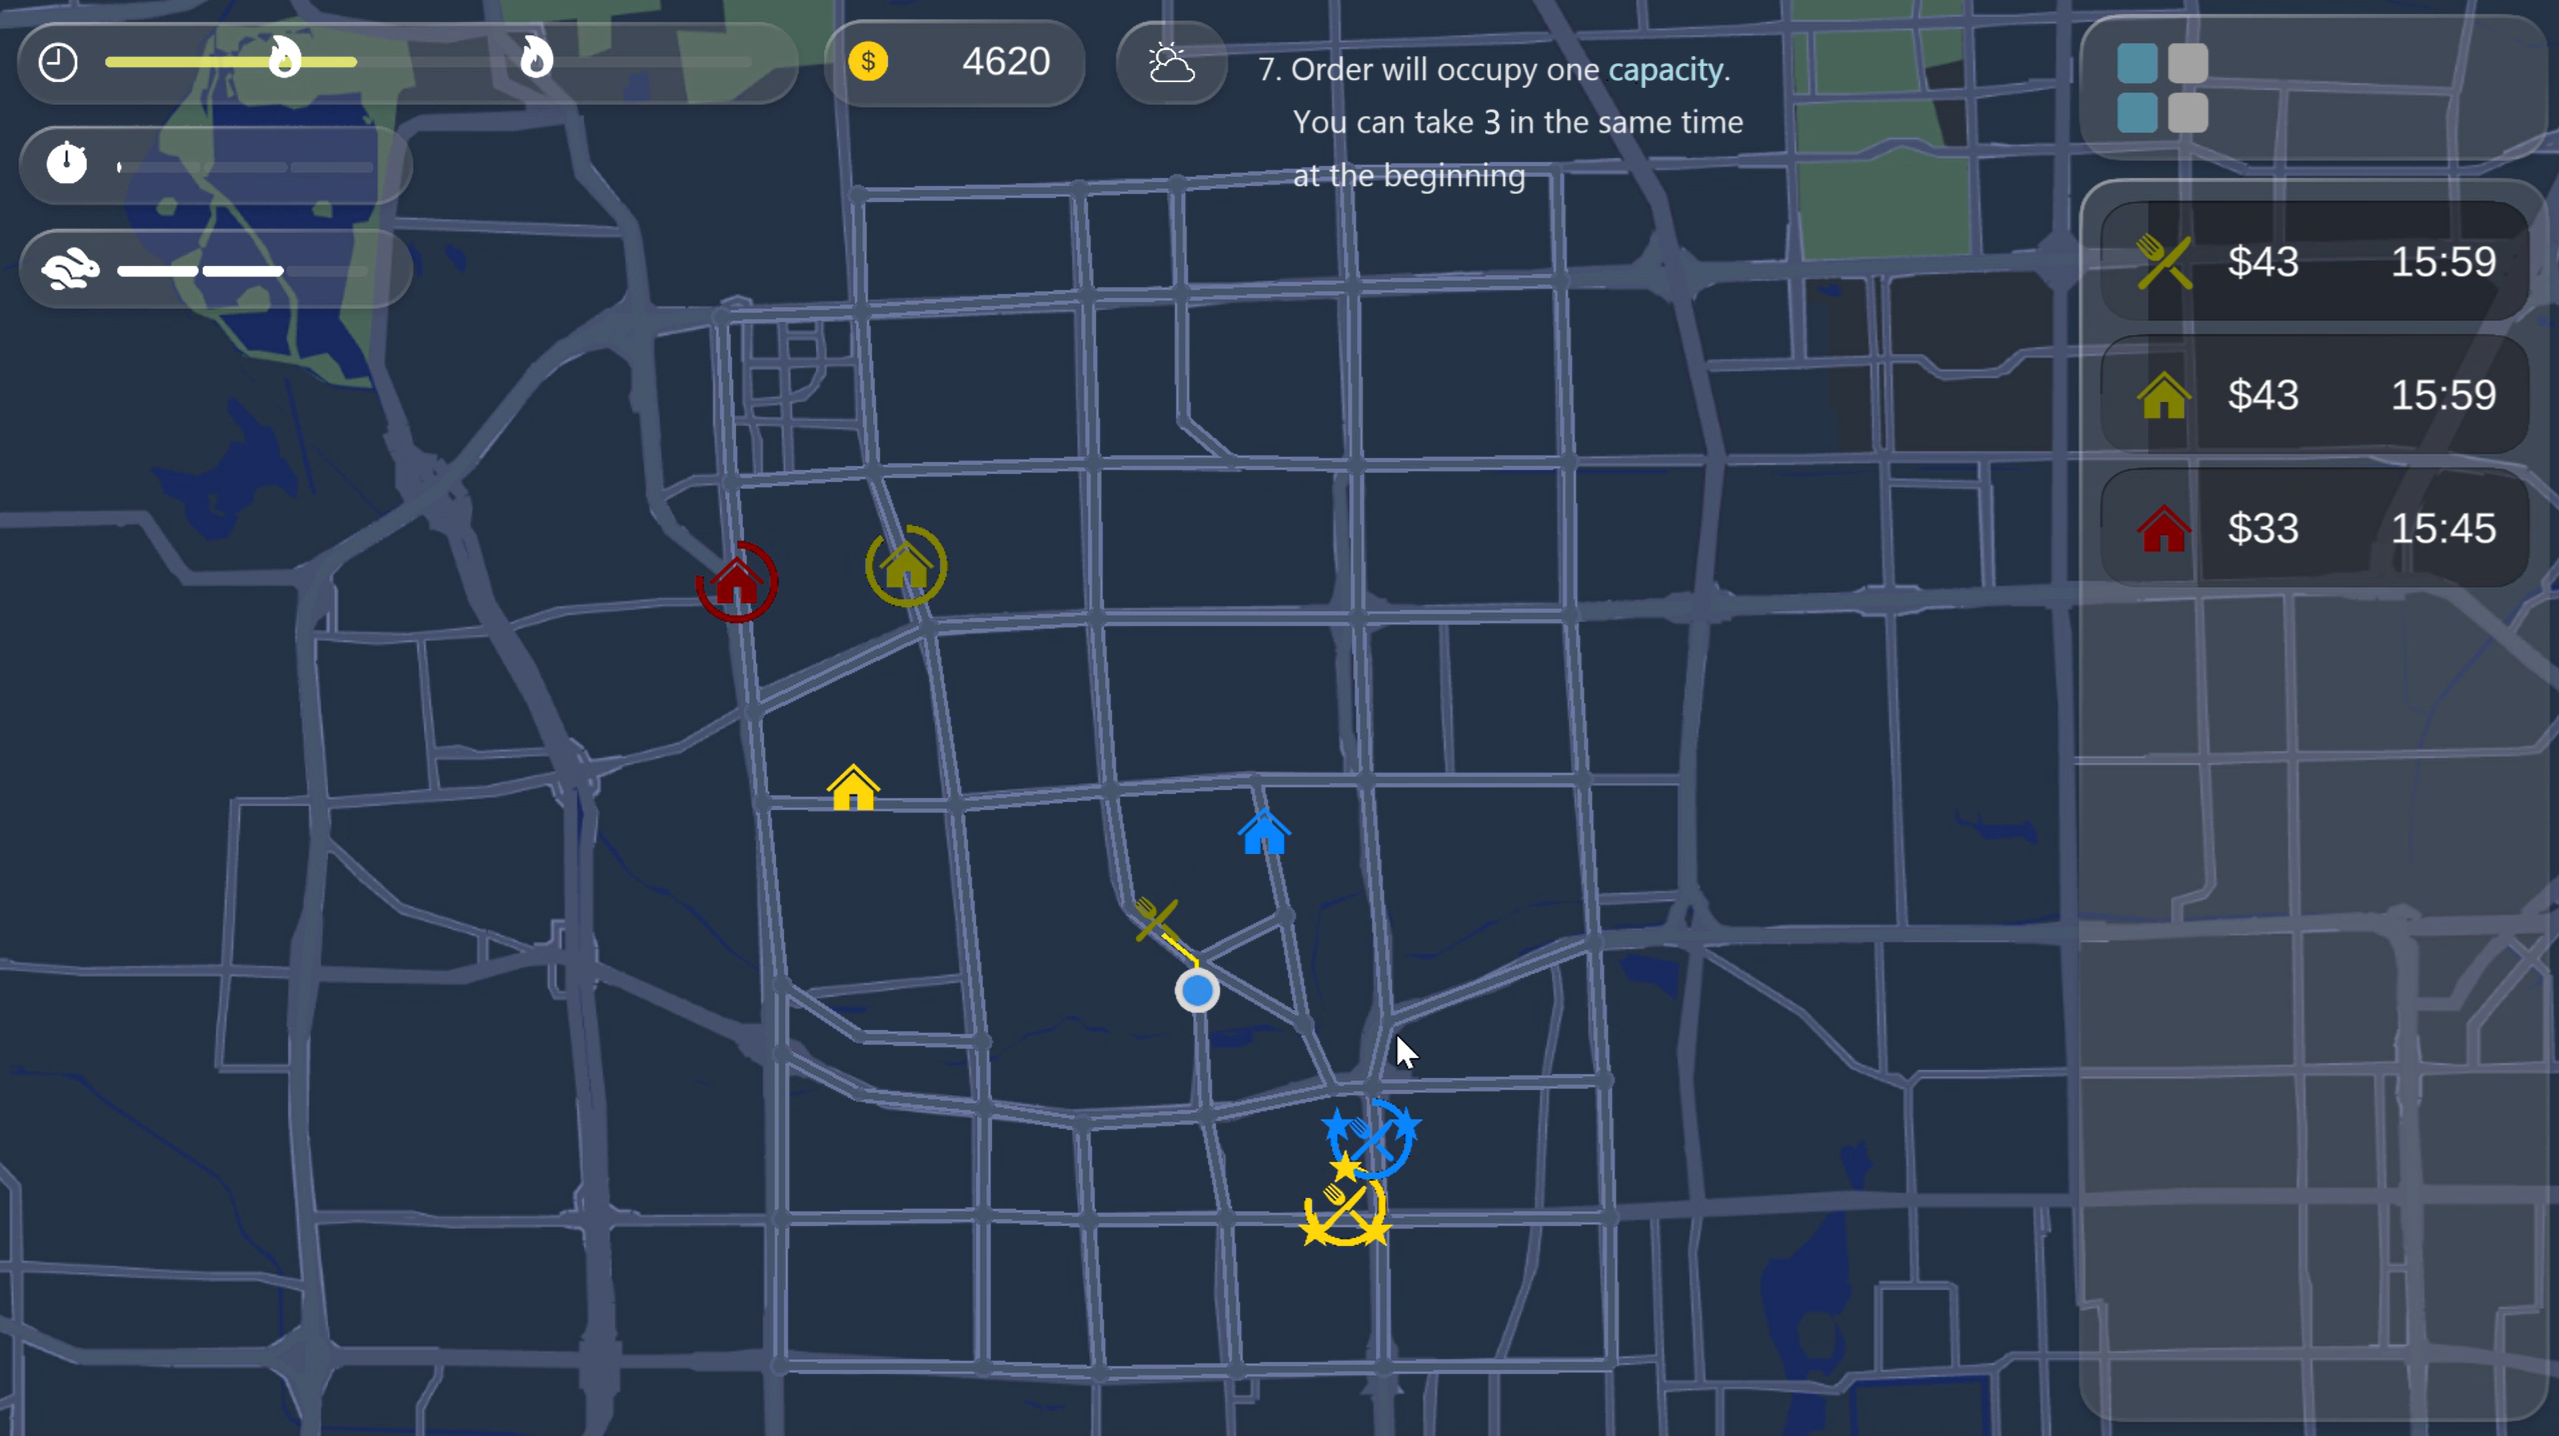 $ 4620
7. Order will occupy one capacity.
You can take 3 in the same time
at the beginning
$43 15:59
$43 15:59
$33 15:45